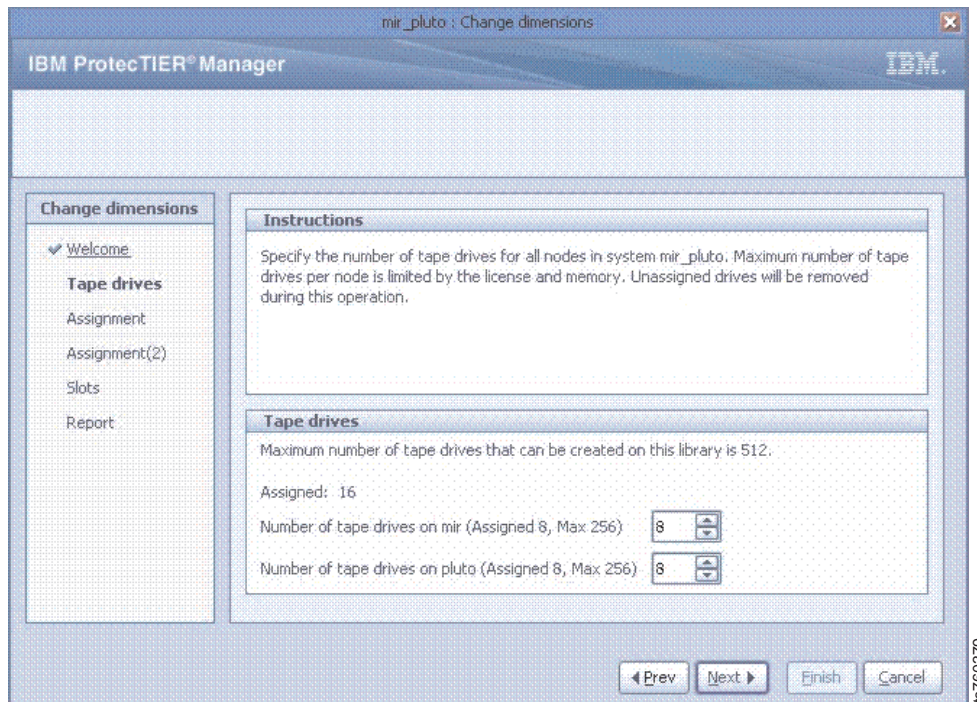 mir_pluto : Change dimensions
IBM ProtecTIER® Manager
IBM.
Change dimensions
Welcome
Tape drives
Assignment
Assignment(2)
Slots
Report
Instructions
Specify the number of tape drives for all nodes in system mir_pluto. Maximum number of tape
drives per node is limited by the license and memory. Unassigned drives will be removed
during this operation.
Tape drives
Maximum number of tape drives that can be created on this library is 512.
Assigned: 16
Number of tape drives on mir (Assigned 8, Max 256) 8
Number of tape drives on pluto (Assigned 8, Max 256) 8
Prev Next Finish Cancel